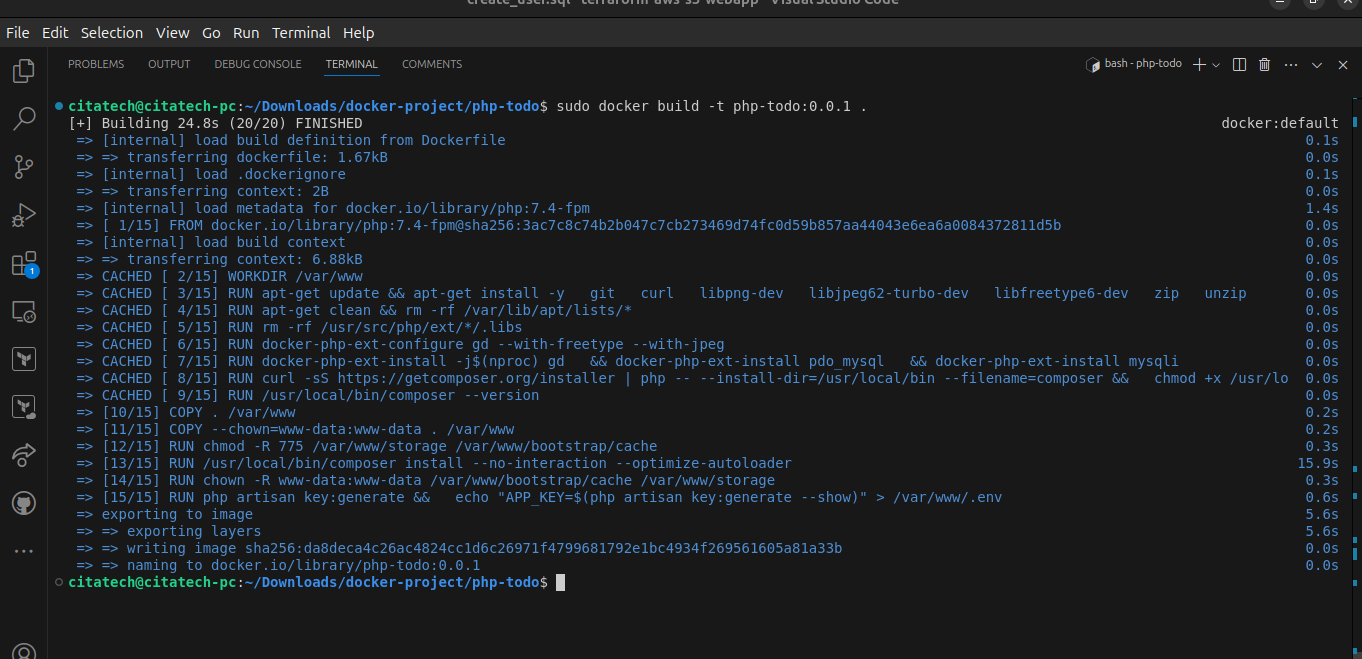 create_user.sql - terraform-aws-s3-webapp - Visual Studio Code
File Edit Selection View Go Run Terminal Help
PROBLEMS OUTPUT DEBUG CONSOLE TERMINAL COMMENTS bash - php-todo
citatech@citatech-pc:~/Downloads/docker-project/php-todo$ sudo docker build -t php-todo:0.0.1 .
[+] Building 24.8s (20/20) FINISHED docker:default
=> [internal] load build definition from Dockerfile 0.1s
=> => transferring dockerfile: 1.67kB 0.0s
=> [internal] load .dockerignore 0.1s
=> => transferring context: 2B 0.0s
=> [internal] load metadata for docker.io/library/php:7.4-fpm 1.4s
=> [ 1/15] FROM docker.io/library/php:7.4-fpm@sha256:3ac7c8c74b2b047c7cb273469d74fc0d59b857aa44043e6ea6a0084372811d5b 0.0s
=> [internal] load build context 0.0s
=> => transferring context: 6.88kB 0.0s
=> CACHED [ 2/15] WORKDIR /var/www 0.0s
=> CACHED [ 3/15] RUN apt-get update && apt-get install -y git curl libpng-dev libjpeg62-turbo-dev libfreetype6-dev zip unzip 0.0s
=> CACHED [ 4/15] RUN apt-get clean && rm -rf /var/lib/apt/lists/* 0.0s
=> CACHED [ 5/15] RUN rm -rf /usr/src/php/ext/*/.libs 0.0s
=> CACHED [ 6/15] RUN docker-php-ext-configure gd --with-freetype --with-jpeg 0.0s
=> CACHED [ 7/15] RUN docker-php-ext-install -j$(nproc) gd && docker-php-ext-install pdo_mysql && docker-php-ext-install mysqli 0.0s
=> CACHED [ 8/15] RUN curl -sS https://getcomposer.org/installer | php -- --install-dir=/usr/local/bin --filename=composer && chmod +x /usr/lo 0.0s
=> CACHED [ 9/15] RUN /usr/local/bin/composer --version 0.0s
=> [10/15] COPY . /var/www 0.2s
=> [11/15] COPY --chown=www-data:www-data . /var/www 0.2s
=> [12/15] RUN chmod -R 775 /var/www/storage /var/www/bootstrap/cache 0.3s
=> [13/15] RUN /usr/local/bin/composer install --no-interaction --optimize-autoloader 15.9s
=> [14/15] RUN chown -R www-data:www-data /var/www/bootstrap/cache /var/www/storage 0.3s
=> [15/15] RUN php artisan key:generate && echo "APP_KEY=$(php artisan key:generate --show)" > /var/www/.env 0.6s
=> exporting to image 5.6s
=> => exporting layers 5.6s
=> => writing image sha256:da8deca4c26ac4824cc1d6c26971f4799681792e1bc4934f269561605a81a33b 0.0s
=> => naming to docker.io/library/php-todo:0.0.1 0.0s
citatech@citatech-pc:~/Downloads/docker-project/php-todo$
1